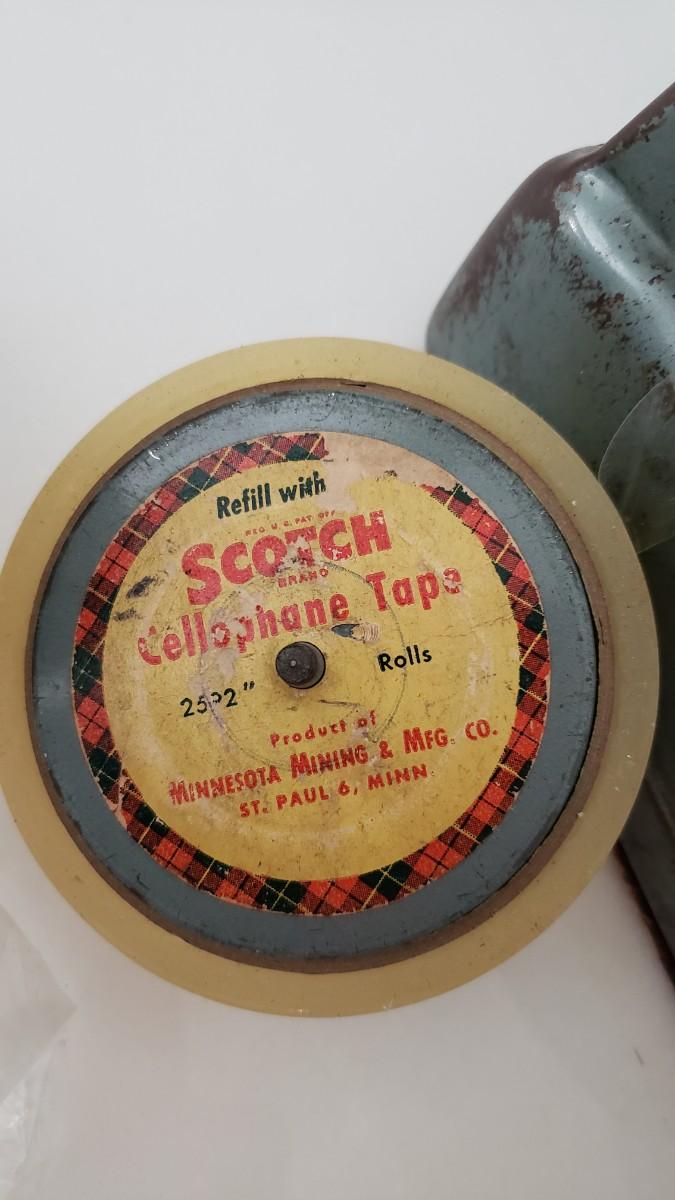 Refill with
REG. U.S. PAT. OFF.
SCOTCH
BRAND
Cellophane Tape
2592" Rolls
Product of
MINNESOTA MINING & MFG. CO.
ST. PAUL 6, MINN.